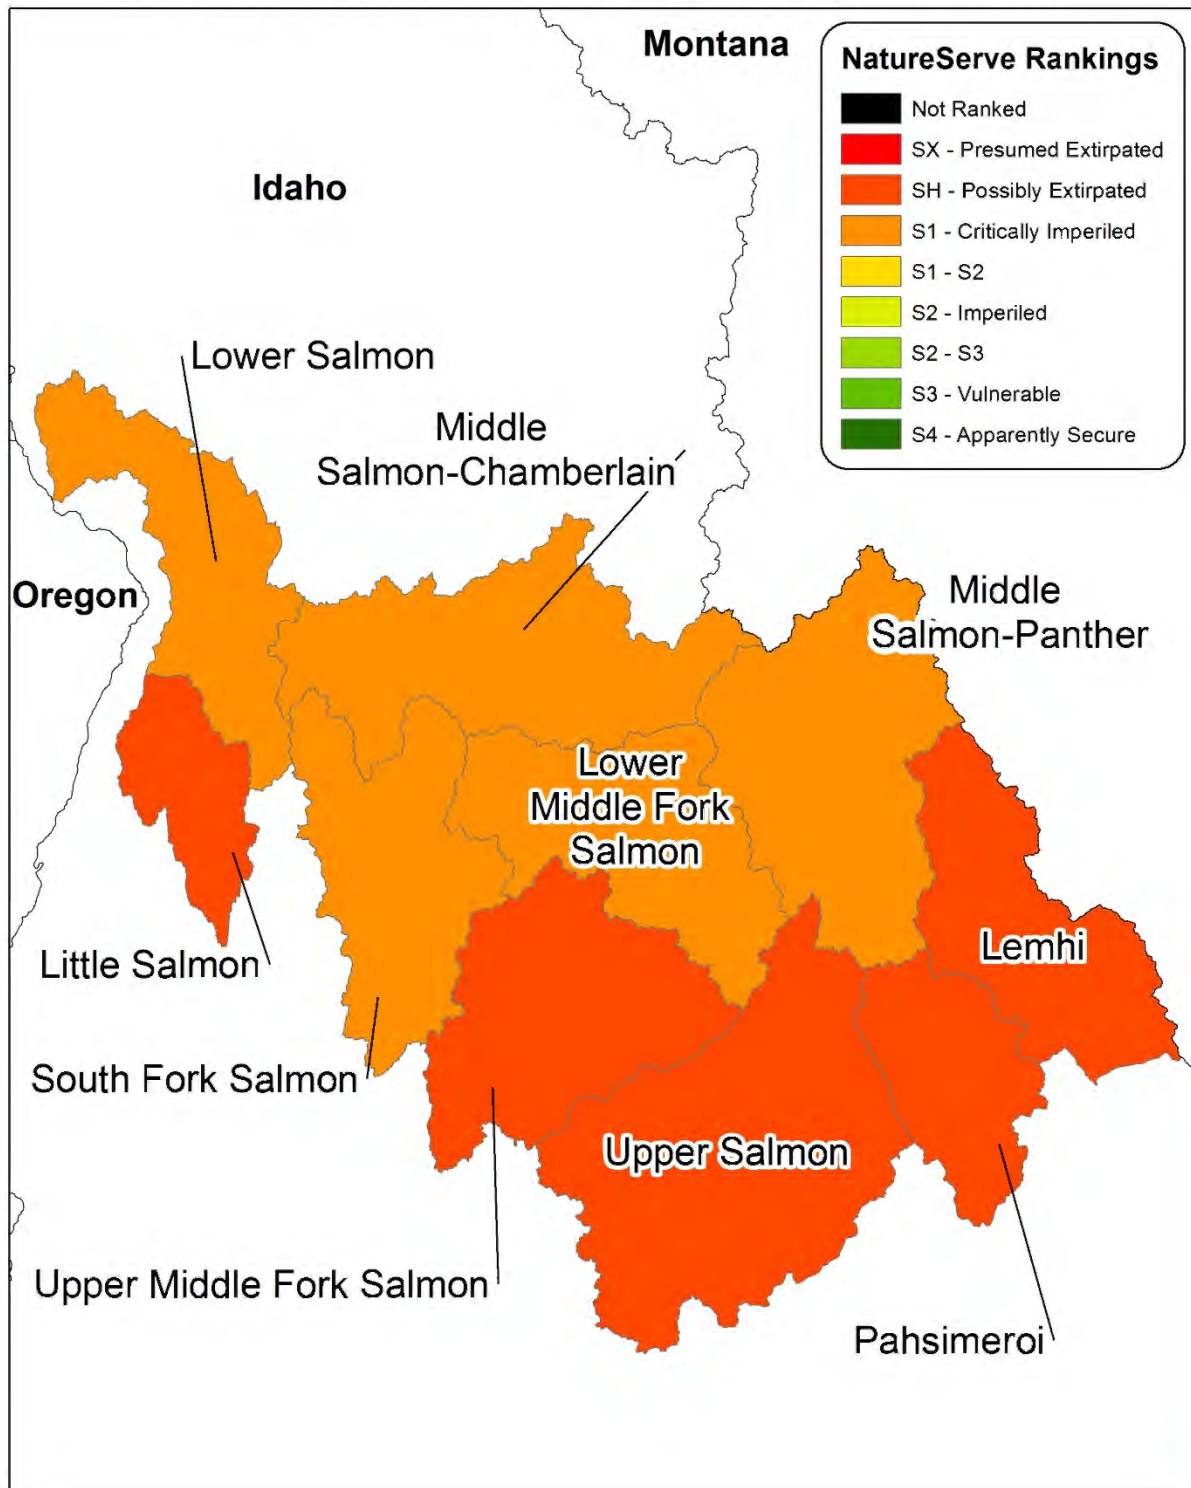 Montana
NatureServe Rankings
Not Ranked
SX - Presumed Extirpated
SH - Possibly Extirpated
S1 - Critically Imperiled
S1 - S2
S2 - Imperiled
S2 - S3
S3 - Vulnerable
S4 - Apparently Secure
Idaho
Lower Salmon
Middle
Salmon-Chamberlain
Oregon
Middle
Salmon-Panther
Lower
Middle Fork
Salmon
Lemhi
Little Salmon
South Fork Salmon
Upper Salmon
Upper Middle Fork Salmon
Pahsimeroi